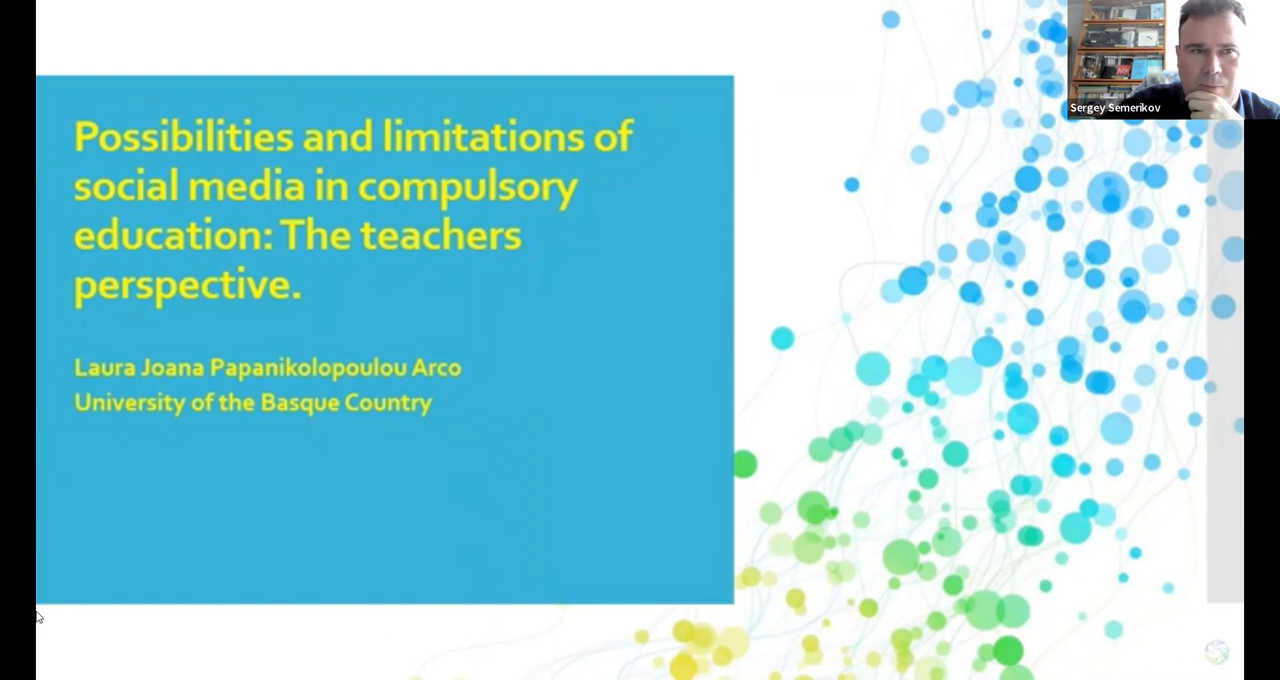 Possibilities and limitations of
social media in compulsory
education: The teachers
perspective.
Laura Joana Papanikolopoulou Arco
University of the Basque Country
Sergey Semerikov